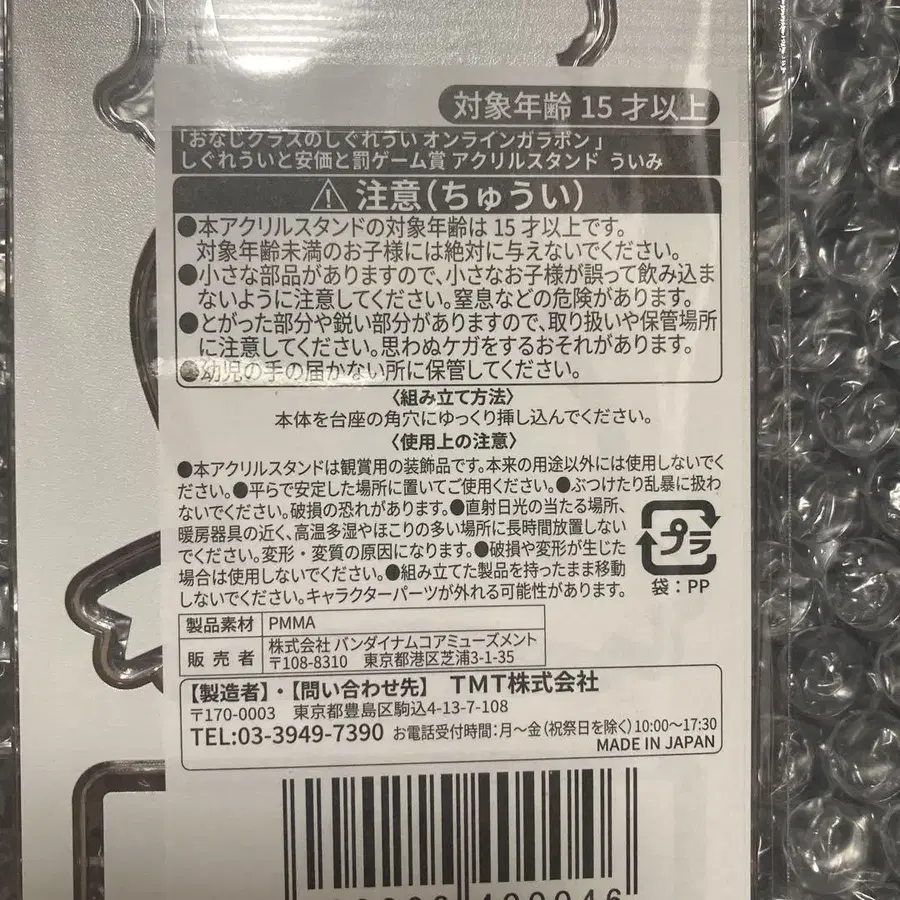 対象年齢 15 才以上
「おなじクラスのしぐれうい オンラインガラポン」
しぐれういと安価と罰ゲーム賞 アクリルスタンド ういみ
注意(ちゅうい)
●本アクリルスタンドの対象年齢は 15 才以上です。
対象年齢未満のお子様には絶対に与えないでください。
●小さな部品がありますので、小さなお子様が誤って飲み込ま
ないように注意してください。窒息などの危険があります。
●とがった部分や鋭い部分がありますので、取り扱いや保管場所
に注意してください。思わぬケガをするおそれがあります。
●幼児の手の届かない所に保管してください。
〈組み立て方法〉
本体を台座の角穴にゆっくり挿し込んでください。
〈使用上の注意〉
●本アクリルスタンドは観賞用の装飾品です。本来の用途以外には使用しないでく
ださい。●平らで安定した場所に置いてご使用ください。●ぶつけたり乱暴に扱わ
ないでください。破損の恐れがあります。●直射日光の当たる場所、
暖房器具の近く、高温多湿やほこりの多い場所に長時間放置しない
でください。変形・変質の原因になります。●破損や変形が生じた
場合は使用しないでください。●組み立てた製品を持ったまま移動
しないでください。キャラクターパーツが外れる可能性があります。
プラ
袋:PP
製品素材 PMMA
販売者 株式会社 バンダイナムコアミューズメント
〒108-8310 東京都港区芝浦3-1-35
【製造者】・【問い合わせ先】 TMT株式会社
〒170-0003 東京都豊島区駒込4-13-7-108
TEL:03-3949-7390 お電話受付時間:月〜金(祝祭日を除く)10:00〜17:30
MADE IN JAPAN